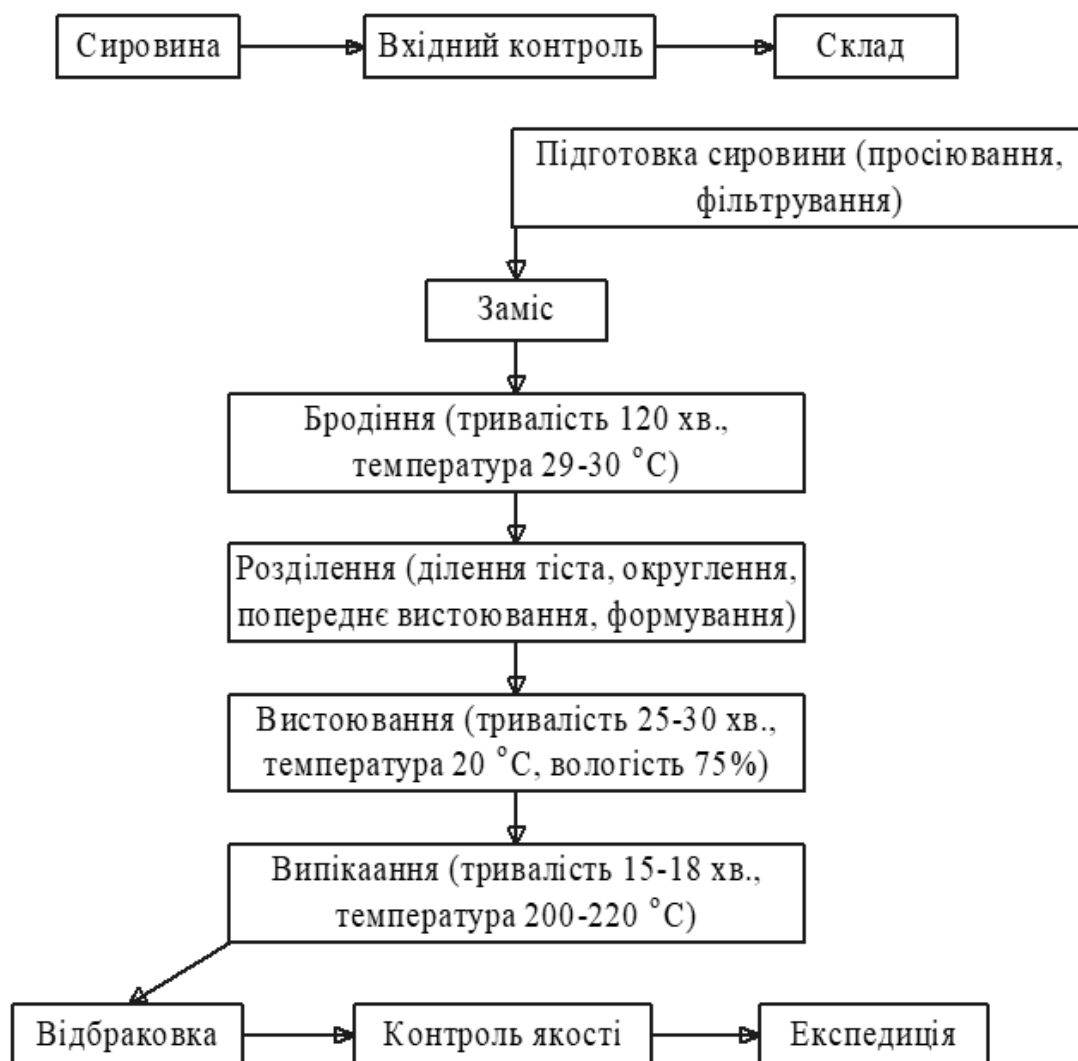 Сировина
Вхідний контроль
Склад
Підготовка сировини (просіювання,
фільтрування)
Заміс
Бродіння (тривалість 120 хв.,
температура 29-30 °С)
Розділення (ділення тіста, округлення,
попереднє вистоювання, формування)
Вистоювання (тривалість 25-30 хв.,
температура 20 °С, вологість 75%)
Випікаання (тривалість 15-18 хв.,
температура 200-220 °С)
Відбраковка
Контроль якості
Експедиція